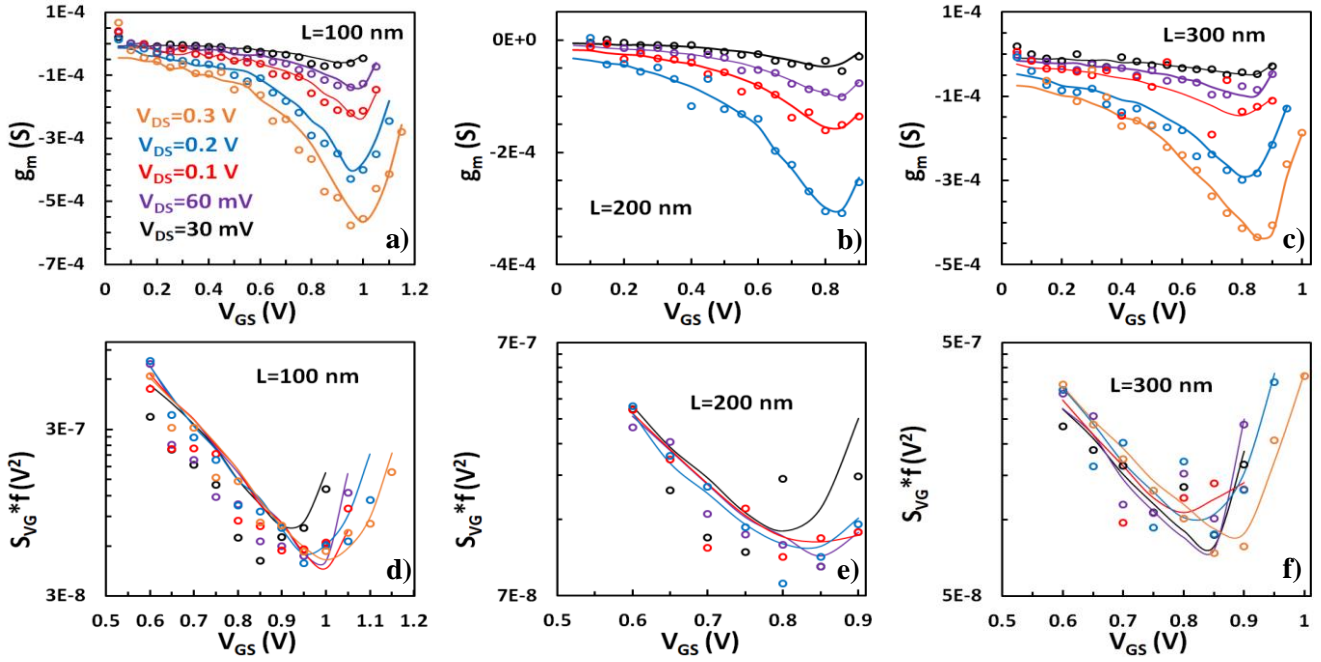 1E-4
-1E-4
-3E-4
-5E-4
-7E-4
gm (S)
L=100 nm
VDS=0.3 V
VDS=0.2 V
VDS=0.1 V
VDS=60 mV
VDS=30 mV
a)
0 0.2 0.4 0.6 0.8 1 1.2
VGS (V)
0E+0
-2E-4
-4E-4
gm (S)
L=200 nm
b)
0 0.2 0.4 0.6 0.8
VGS (V)
1E-4
-1E-4
-3E-4
-5E-4
gm (S)
L=300 nm
c)
0 0.2 0.4 0.6 0.8 1
VGS (V)
3E-7
3E-8
SVG*f (V²)
L=100 nm
d)
0.5 0.6 0.7 0.8 0.9 1 1.1 1.2
VGS (V)
7E-7
7E-8
SVG*f (V²)
L=200 nm
e)
0.5 0.6 0.7 0.8 0.9
VGS (V)
5E-7
5E-8
SVG*f (V²)
L=300 nm
f)
0.5 0.6 0.7 0.8 0.9 1
VGS (V)